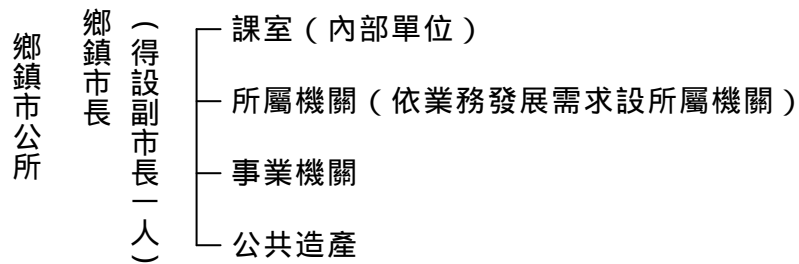 鄉鎮市公所
鄉鎮市長
（得設副市長一人）
課室（內部單位）
所屬機關（依業務發展需求設所屬機關）
事業機關
公共造產